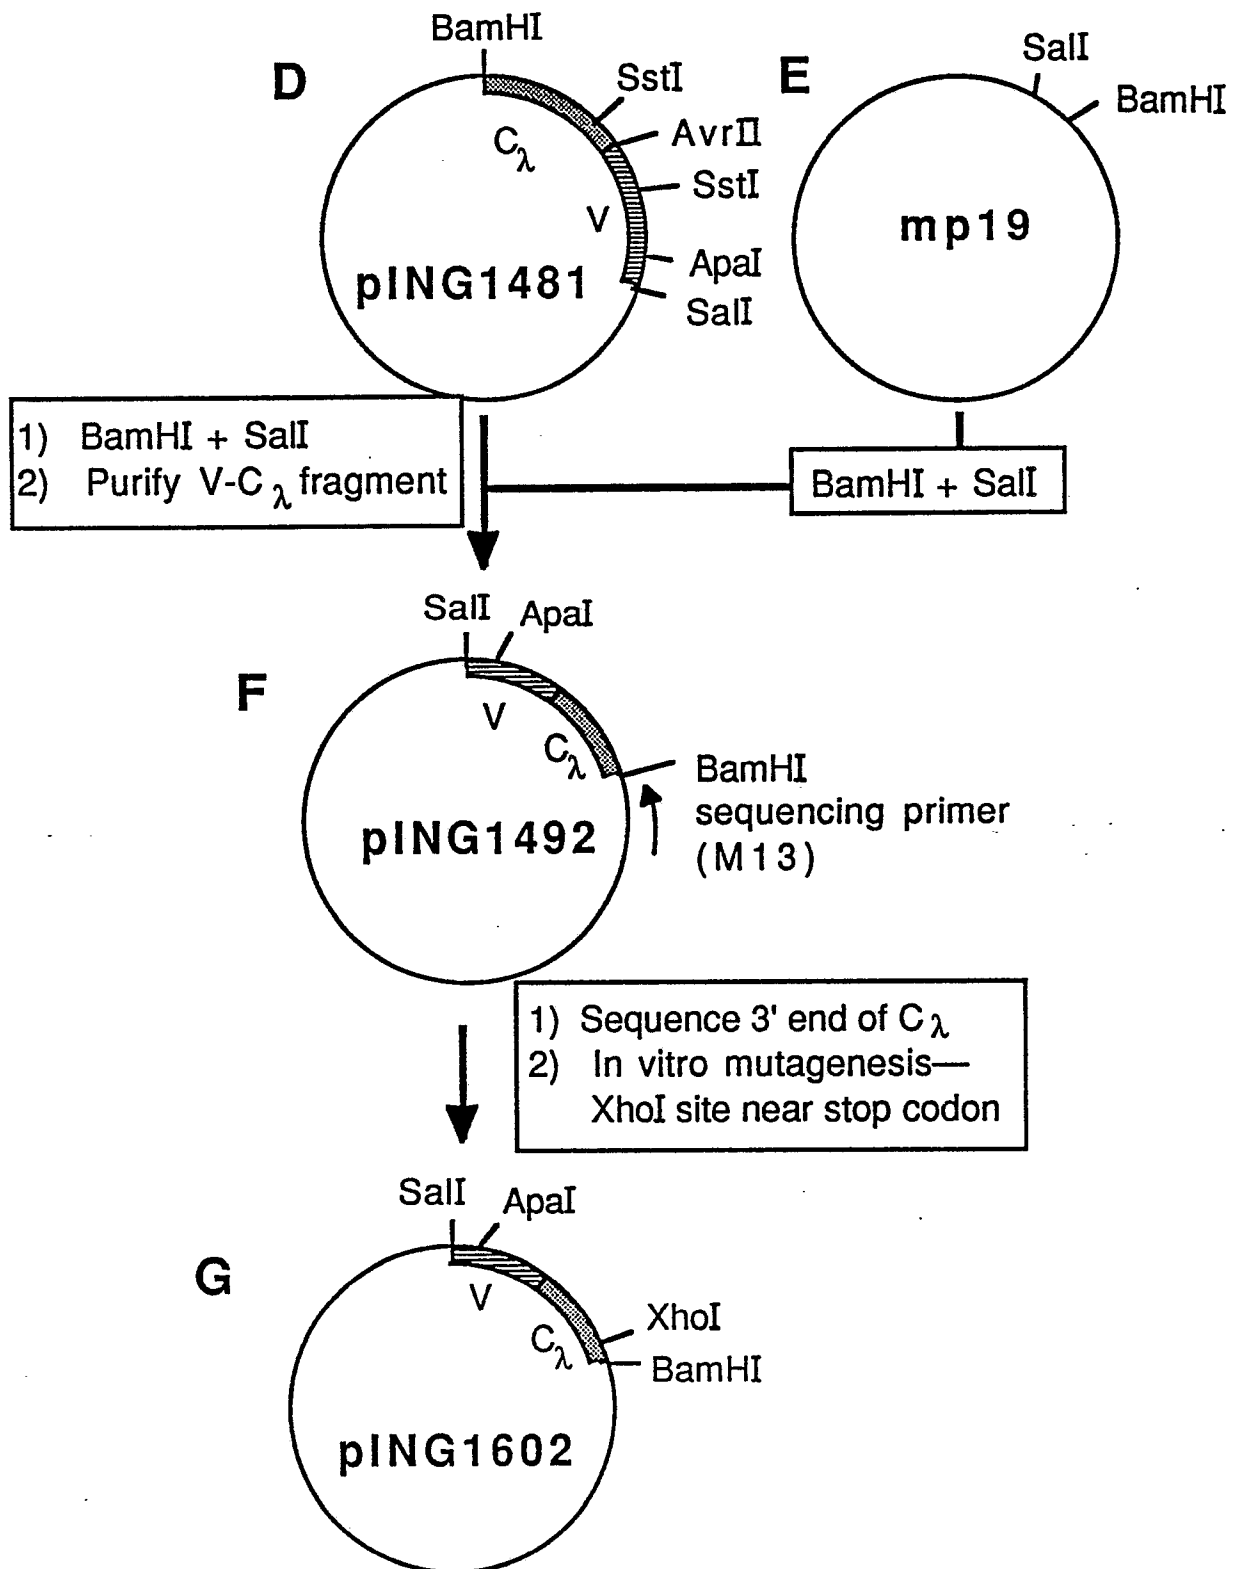 BamHI
D
SstI
AvrII
SstI
Cλ
V
ApaI
SalI
pING1481
E
SalI
BamHI
mp19
1) BamHI + SalI
2) Purify V-Cλ fragment
BamHI + SalI
F
SalI
ApaI
V
Cλ
BamHI
sequencing primer
(M13)
pING1492
1) Sequence 3' end of Cλ
2) In vitro mutagenesis—
XhoI site near stop codon
G
SalI
ApaI
V
Cλ
XhoI
BamHI
pING1602